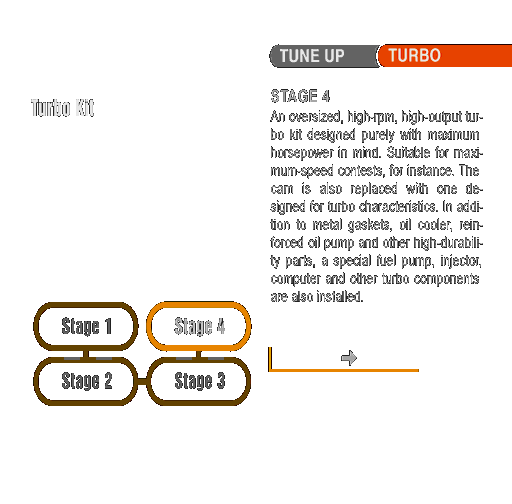 TUNE UP TURBO
Turbo Kit
STAGE 4
An oversized, high-rpm, high-output tur-
bo kit designed purely with maximum
horsepower in mind. Suitable for maxi-
mum-speed contests, for instance. The
cam is also replaced with one de-
signed for turbo characteristics. In addi-
tion to metal gaskets, oil cooler, rein-
forced oil pump and other high-durabili-
ty parts, a special fuel pump, injector,
computer and other turbo components
are also installed.
Stage 1 Stage 4
Stage 2 Stage 3